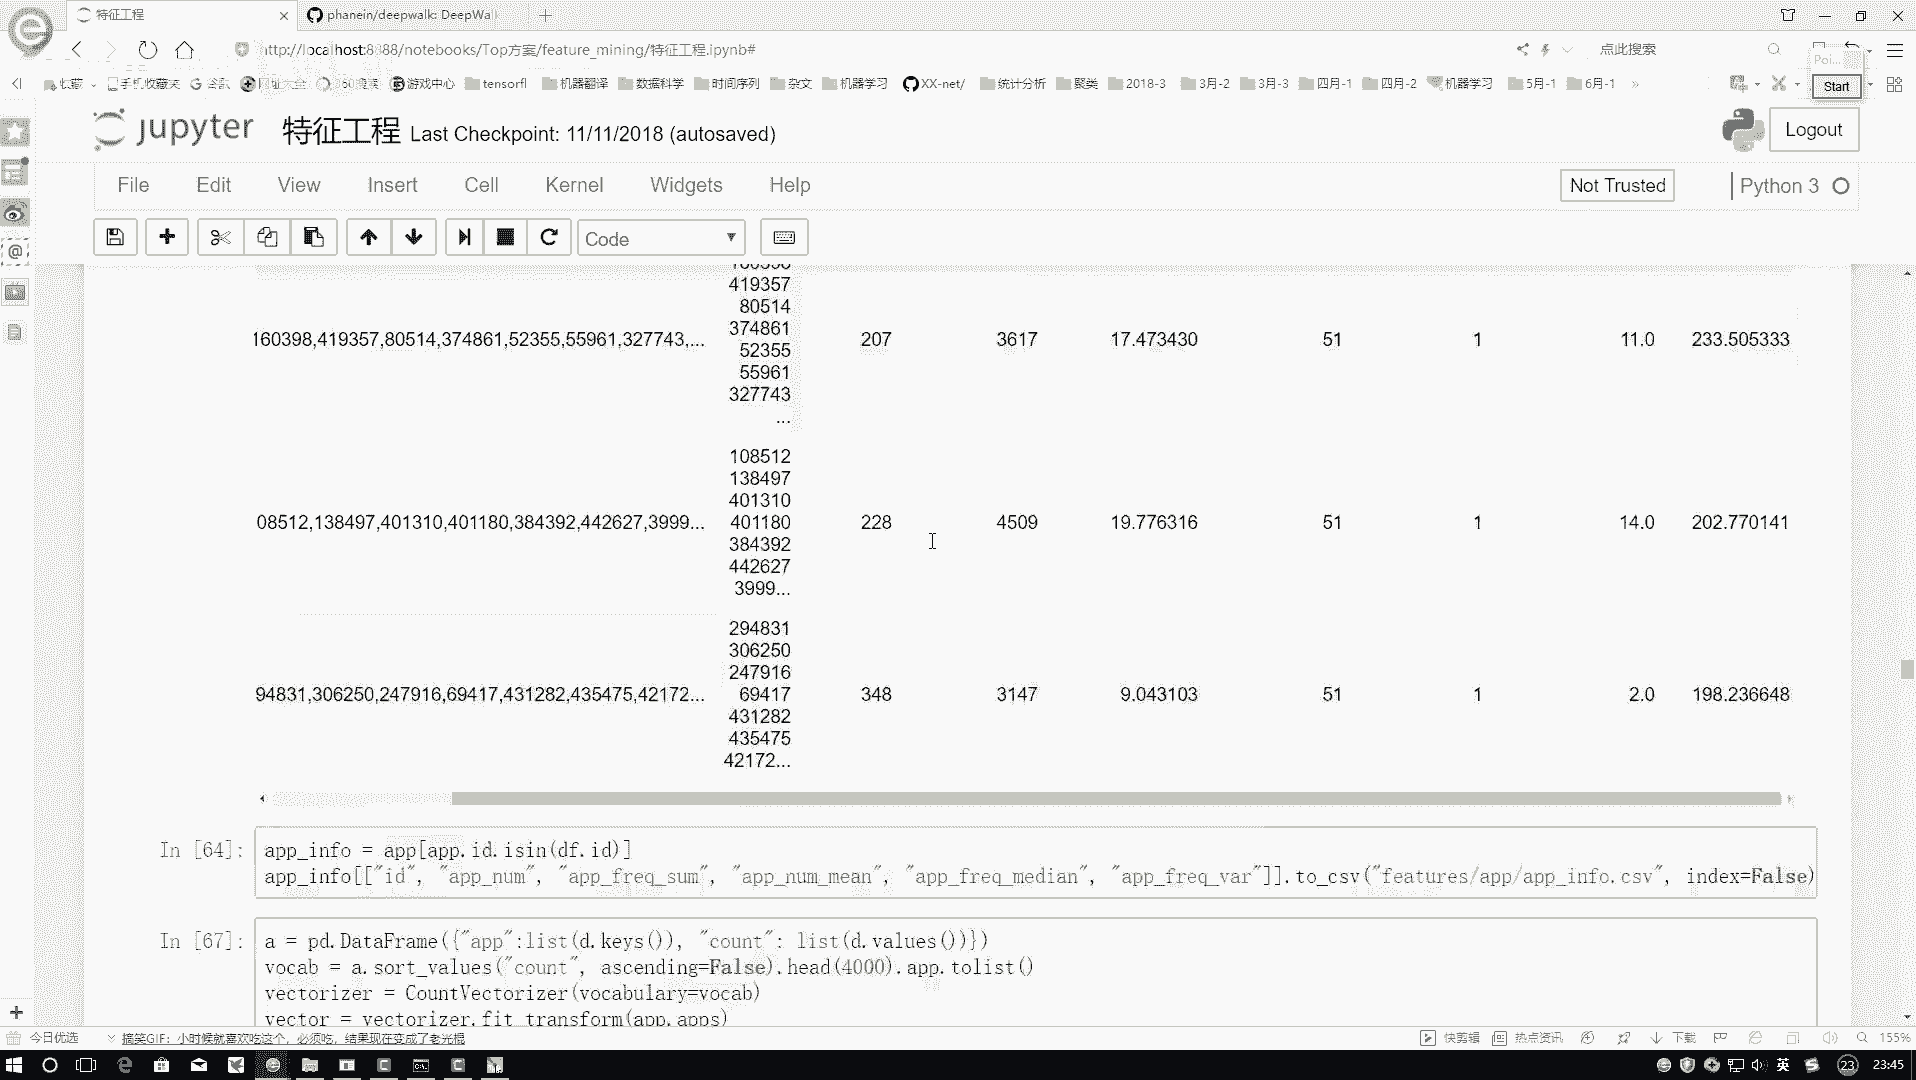 特征工程
phanein/deepwalk: DeepWal
http://localhost:8888/notebooks/Top方案/feature_mining/特征工程.ipynb#
点此搜索
收藏 手机收藏夹 谷歌 网址大全 360搜索 游戏中心 tensorfl 机器翻译 数据科学 时间序列 杂文 机器学习 XX-net/ 统计分析 聚类 2018-3 3月-2 3月-3 四月-1 四月-2 机器学习 5月-1 6月-1 »
Poi...
Start
jupyter 特征工程 Last Checkpoint: 11/11/2018 (autosaved)
Logout
File Edit View Insert Cell Kernel Widgets Help
Not Trusted
Python 3
Code
419357
80514
374861
160398,419357,80514,374861,52355,55961,327743,... 207 3617 17.473430 51 1 11.0 233.505333
52355
55961
327743
...
108512
138497
401310
401180
08512,138497,401310,401180,384392,442627,3999... 228 4509 19.776316 51 1 14.0 202.770141
384392
442627
3999...
294831
306250
247916
94831,306250,247916,69417,431282,435475,42172... 69417 348 3147 9.043103 51 1 2.0 198.236648
431282
435475
42172...
In [64]:
app_info = app[app.id.isin(df.id)]
app_info[["id", "app_num", "app_freq_sum", "app_num_mean", "app_freq_median", "app_freq_var"]].to_csv("features/app/app_info.csv", index=False)
In [67]:
a = pd.DataFrame({"app":list(d.keys()), "count": list(d.values())})
vocab = a.sort_values("count", ascending=False).head(4000).app.tolist()
vectorizer = CountVectorizer(vocabulary=vocab)
vector = vectorizer.fit_transform(app.apps)
今日优选
搞笑GIF: 小时候就喜欢吃这个，必须吃，结果现在变成了老光棍
快剪辑 热点资讯 下载 155%
英 23 23:45